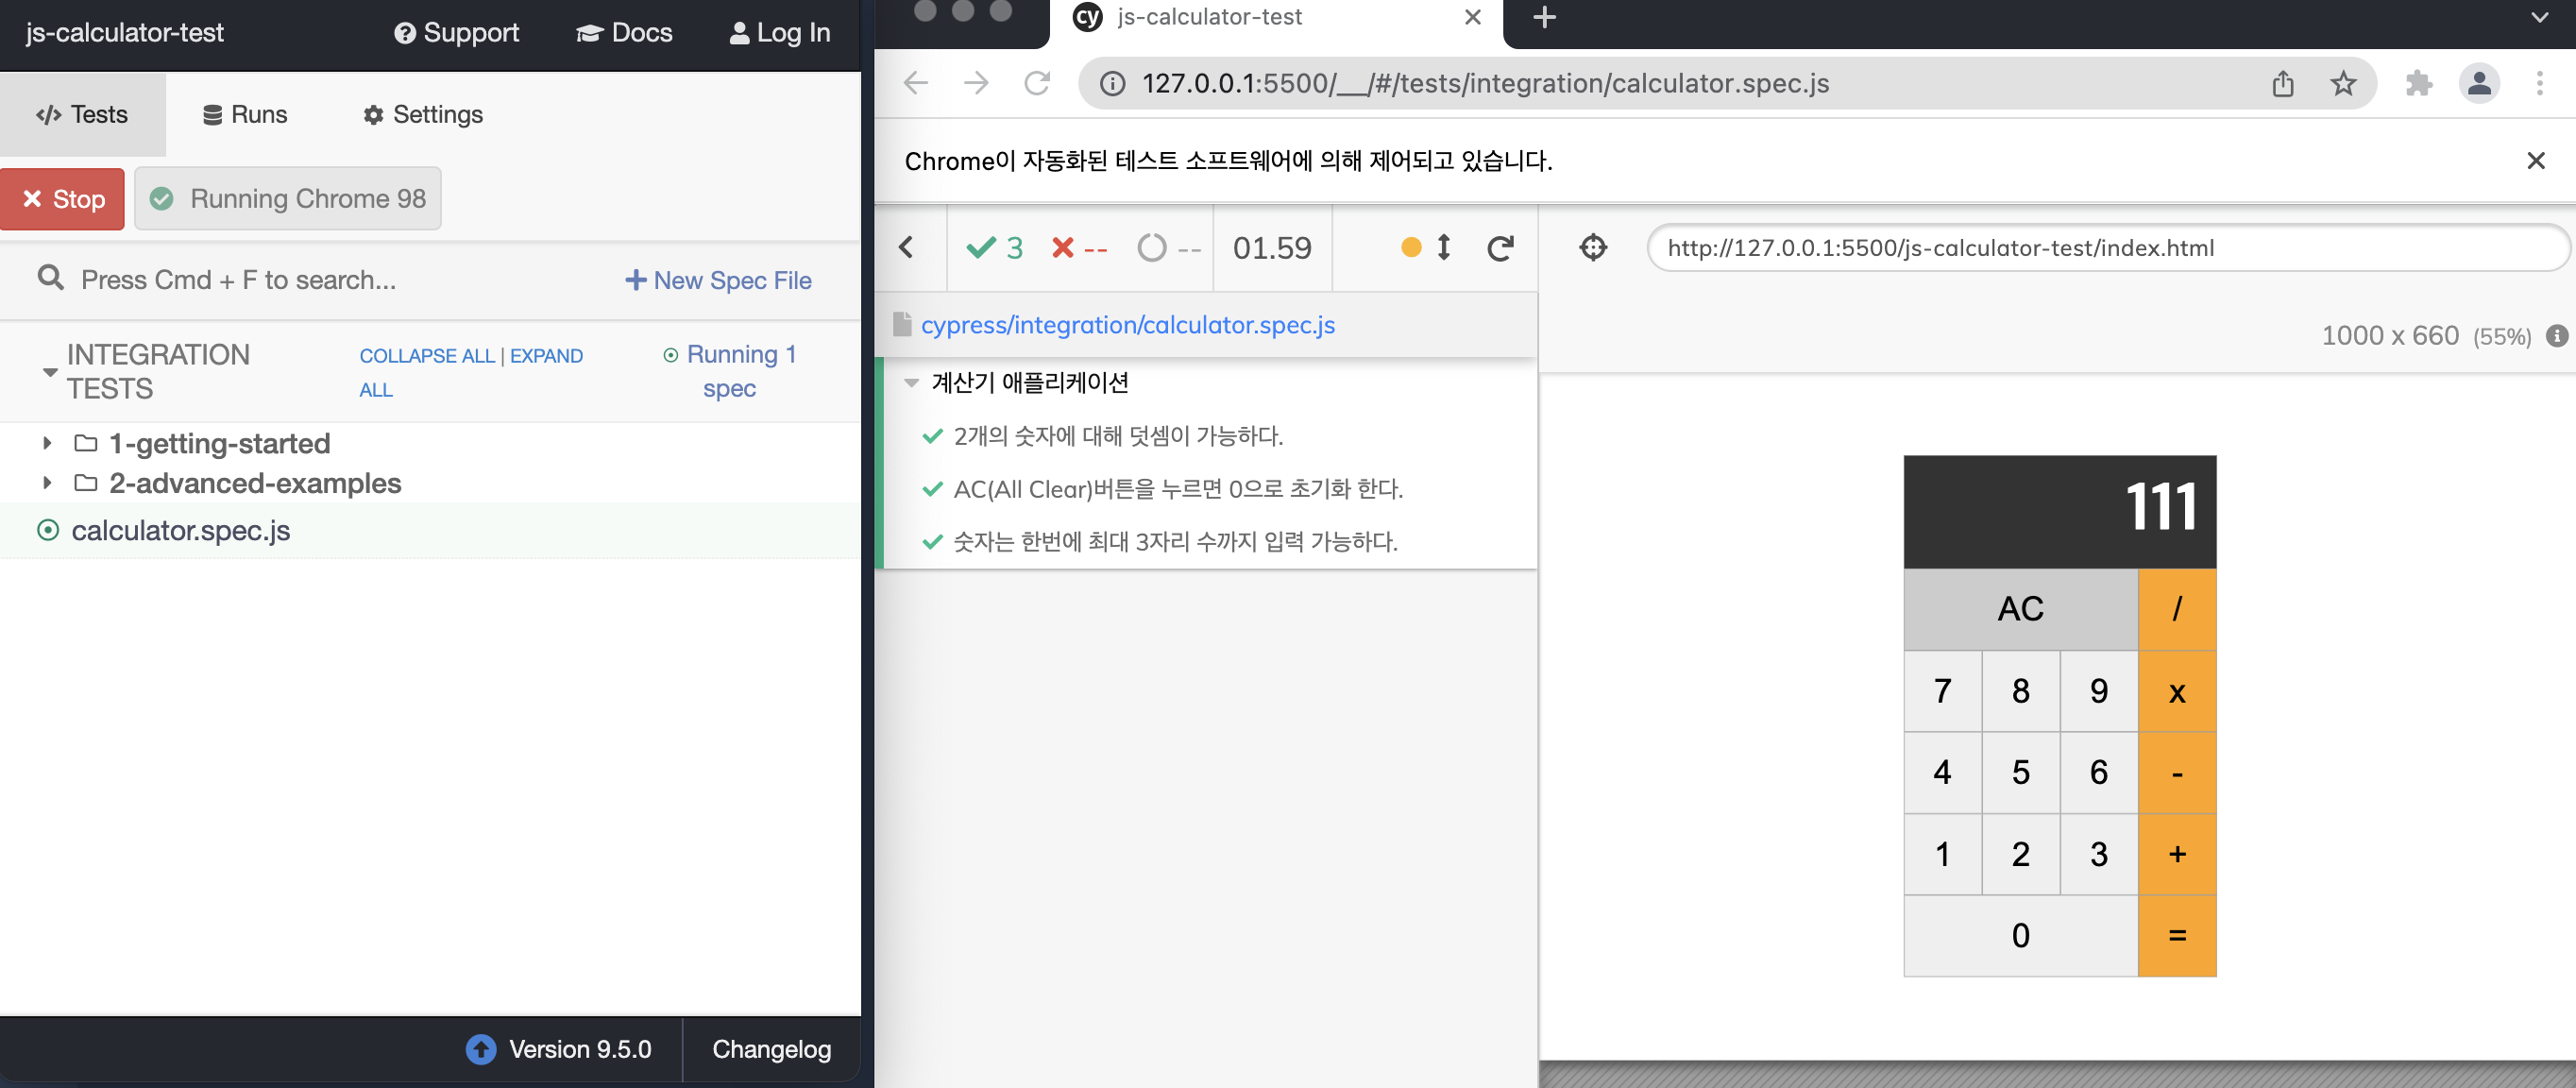 js-calculator-test
Support
Docs
Log In
Tests
Runs
Settings
Stop
Running Chrome 98
Press Cmd + F to search...
New Spec File
INTEGRATION
TESTS
COLLAPSE ALL | EXPAND
ALL
Running 1
spec
1-getting-started
2-advanced-examples
calculator.spec.js
Version 9.5.0
Changelog
cy
js-calculator-test
127.0.0.1:5500/__/#/tests/integration/calculator.spec.js
Chrome이 자동화된 테스트 소프트웨어에 의해 제어되고 있습니다.
3
--
--
01.59
http://127.0.0.1:5500/js-calculator-test/index.html
cypress/integration/calculator.spec.js
1000 x 660 (55%)
계산기 애플리케이션
2개의 숫자에 대해 덧셈이 가능하다.
AC(All Clear)버튼을 누르면 0으로 초기화 한다.
숫자는 한번에 최대 3자리 수까지 입력 가능하다.
111
AC /
7 8 9 x
4 5 6 -
1 2 3 +
0 =